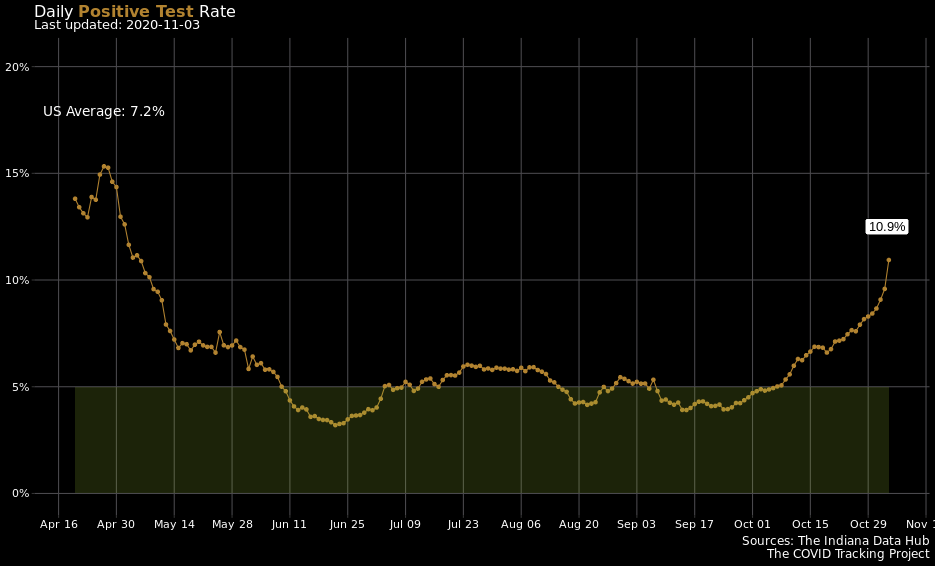 Daily Positive Test Rate
Last updated: 2020-11-03
20%
US Average: 7.2%
15%
10.9%
10%
5%
0%
Apr 16 Apr 30 May 14 May 28 Jun 11 Jun 25 Jul 09 Jul 23 Aug 06 Aug 20 Sep 03 Sep 17 Oct 01 Oct 15 Oct 29 Nov
Sources: The Indiana Data Hub
The COVID Tracking Project